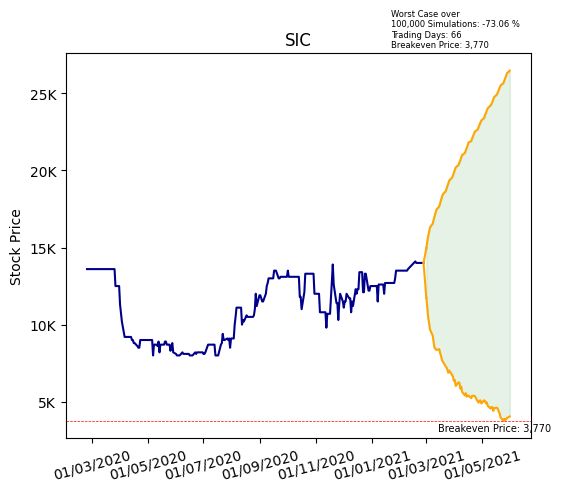 Worst Case over
100,000 Simulations: -73.06 %
Trading Days: 66
Breakeven Price: 3,770
SIC
Stock Price
25K
20K
15K
10K
5K
Breakeven Price: 3,770
01/03/2020
01/05/2020
01/07/2020
01/09/2020
01/11/2020
01/01/2021
01/03/2021
01/05/2021